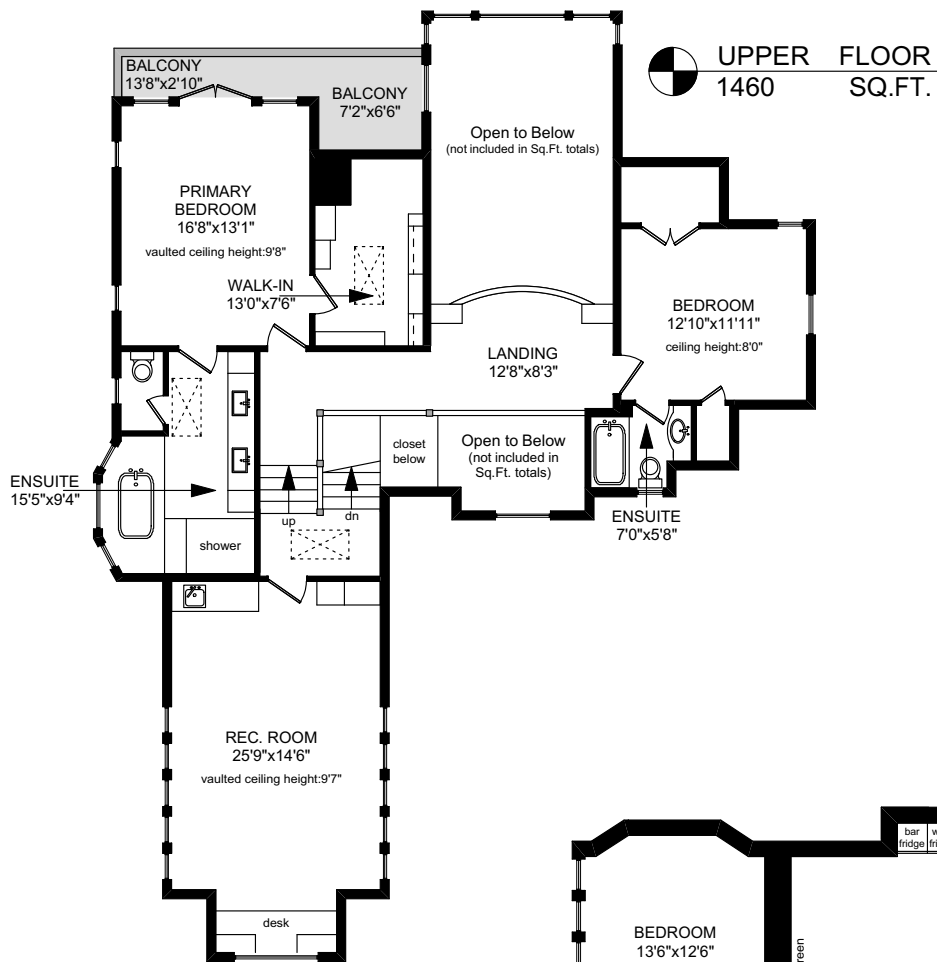 UPPER FLOOR
1460 SQ.FT.
BALCONY
13'8"x2'10"
BALCONY
7'2"x6'6"
Open to Below
(not included in Sq.Ft. totals)
PRIMARY
BEDROOM
16'8"x13'1"
vaulted ceiling height:9'8"
WALK-IN
13'0"x7'6"
BEDROOM
12'10"x11'11"
ceiling height:8'0"
LANDING
12'8"x8'3"
closet
below
Open to Below
(not included in
Sq.Ft. totals)
ENSUITE
15'5"x9'4"
up
dn
ENSUITE
7'0"x5'8"
shower
REC. ROOM
25'9"x14'6"
vaulted ceiling height:9'7"
desk
bar
fridge
BEDROOM
13'6"x12'6"